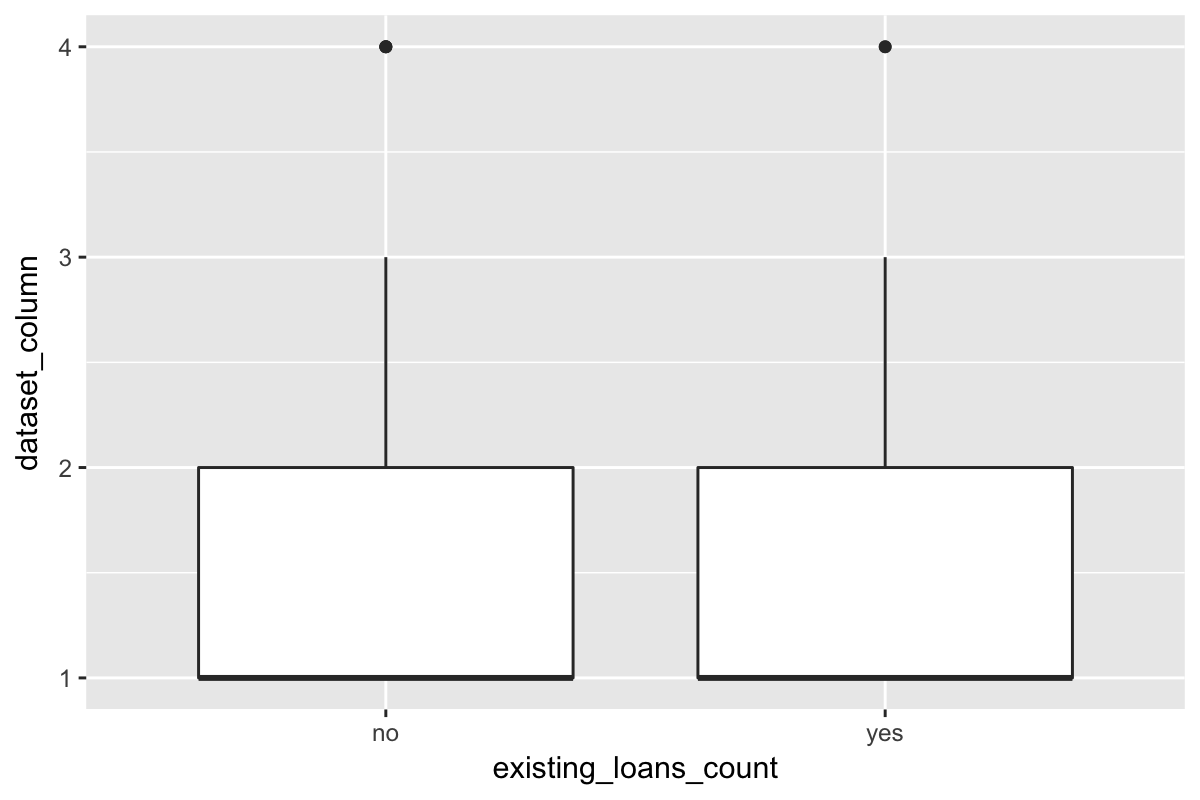 dataset_column
4
3
2
1
no yes
existing_loans_count